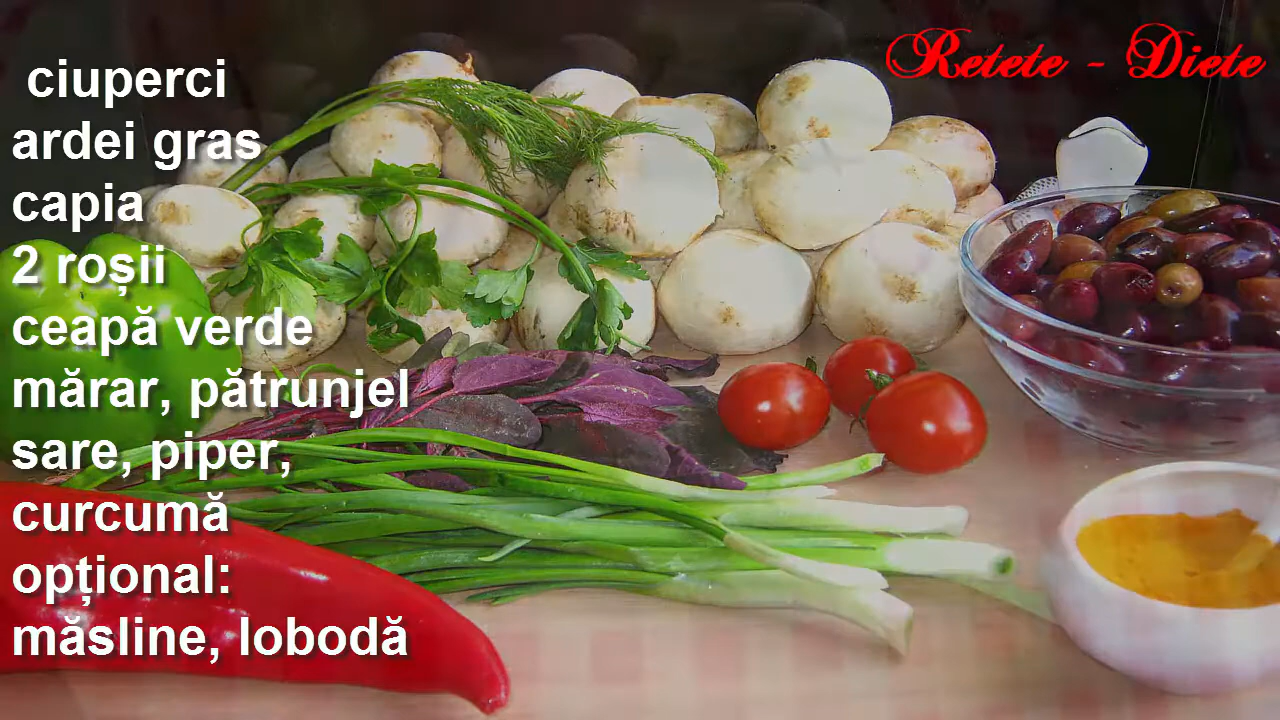 Retete - Diete
ciuperci
ardei gras
capia
2 roșii
ceapă verde
mărar, pătrunjel
sare, piper,
curcumă
opțional:
măsline, lobodă